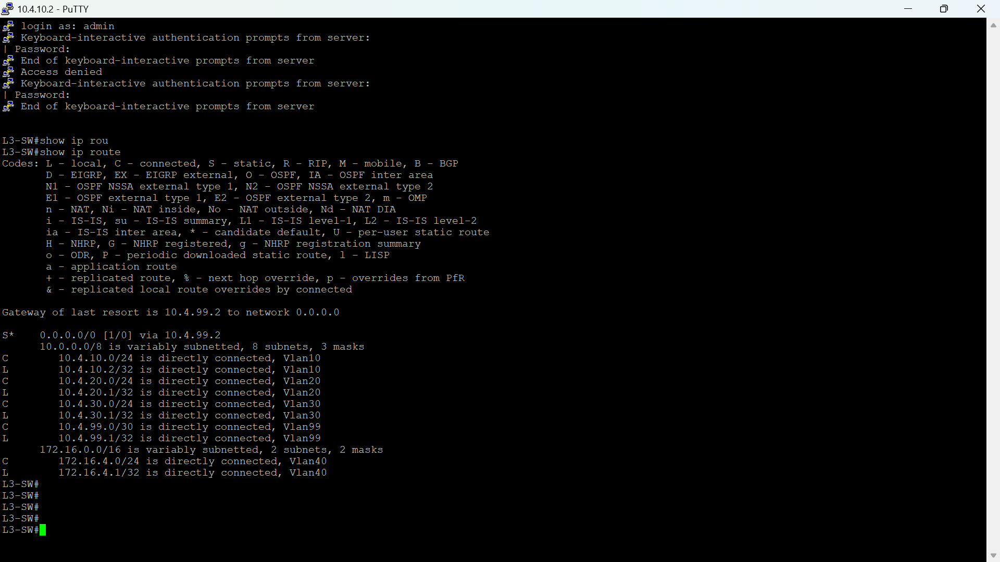 10.4.10.2 - PuTTY
login as: admin
Keyboard-interactive authentication prompts from server:
| Password:
End of keyboard-interactive prompts from server
Access denied
Keyboard-interactive authentication prompts from server:
| Password:
End of keyboard-interactive prompts from server
L3-SW#show ip rou
L3-SW#show ip route
Codes: L - local, C - connected, S - static, R - RIP, M - mobile, B - BGP
D - EIGRP, EX - EIGRP external, O - OSPF, IA - OSPF inter area
N1 - OSPF NSSA external type 1, N2 - OSPF NSSA external type 2
E1 - OSPF external type 1, E2 - OSPF external type 2, m - OMP
n - NAT, Ni - NAT inside, No - NAT outside, Nd - NAT DIA
i - IS-IS, su - IS-IS summary, L1 - IS-IS level-1, L2 - IS-IS level-2
ia - IS-IS inter area, * - candidate default, U - per-user static route
H - NHRP, G - NHRP registered, g - NHRP registration summary
o - ODR, P - periodic downloaded static route, l - LISP
a - application route
+ - replicated route, % - next hop override, p - overrides from PfR
& - replicated local route overrides by connected
Gateway of last resort is 10.4.99.2 to network 0.0.0.0
S* 0.0.0.0/0 [1/0] via 10.4.99.2
10.0.0.0/8 is variably subnetted, 8 subnets, 3 masks
C 10.4.10.0/24 is directly connected, Vlan10
L 10.4.10.2/32 is directly connected, Vlan10
C 10.4.20.0/24 is directly connected, Vlan20
L 10.4.20.1/32 is directly connected, Vlan20
C 10.4.30.0/24 is directly connected, Vlan30
L 10.4.30.1/32 is directly connected, Vlan30
C 10.4.99.0/30 is directly connected, Vlan99
L 10.4.99.1/32 is directly connected, Vlan99
172.16.0.0/16 is variably subnetted, 2 subnets, 2 masks
C 172.16.4.0/24 is directly connected, Vlan40
L 172.16.4.1/32 is directly connected, Vlan40
L3-SW#
L3-SW#
L3-SW#
L3-SW#
L3-SW#